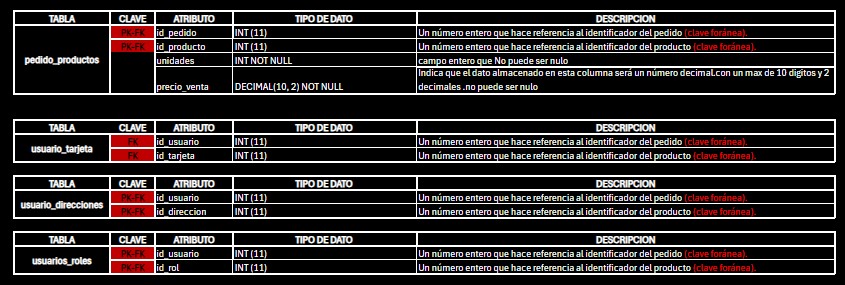 TABLA CLAVE ATRIBUTO TIPO DE DATO DESCRIPCION
pedido_productos PK-FK id_pedido INT (11) Un número entero que hace referencia al identificador del pedido (clave foránea).
PK-FK id_producto INT (11) Un número entero que hace referencia al identificador del producto (clave foránea).
unidades INT NOT NULL campo entero que No puede ser nulo
precio_venta DECIMAL(10, 2) NOT NULL Indica que el dato almacenado en esta columna será un número decimal.con un max de 10 digitos y 2
decimales .no puede ser nulo
TABLA CLAVE ATRIBUTO TIPO DE DATO DESCRIPCION
usuario_tarjeta FK id_usuario INT (11) Un número entero que hace referencia al identificador del pedido (clave foránea).
FK id_tarjeta INT (11) Un número entero que hace referencia al identificador del producto (clave foránea).
TABLA CLAVE ATRIBUTO TIPO DE DATO DESCRIPCION
usuario_direcciones PK-FK id_usuario INT (11) Un número entero que hace referencia al identificador del pedido (clave foránea).
PK-FK id_direccion INT (11) Un número entero que hace referencia al identificador del producto (clave foránea).
TABLA CLAVE ATRIBUTO TIPO DE DATO DESCRIPCION
usuarios_roles PK-FK id_usuario INT (11) Un número entero que hace referencia al identificador del pedido (clave foránea).
PK-FK id_rol INT (11) Un número entero que hace referencia al identificador del producto (clave foránea).